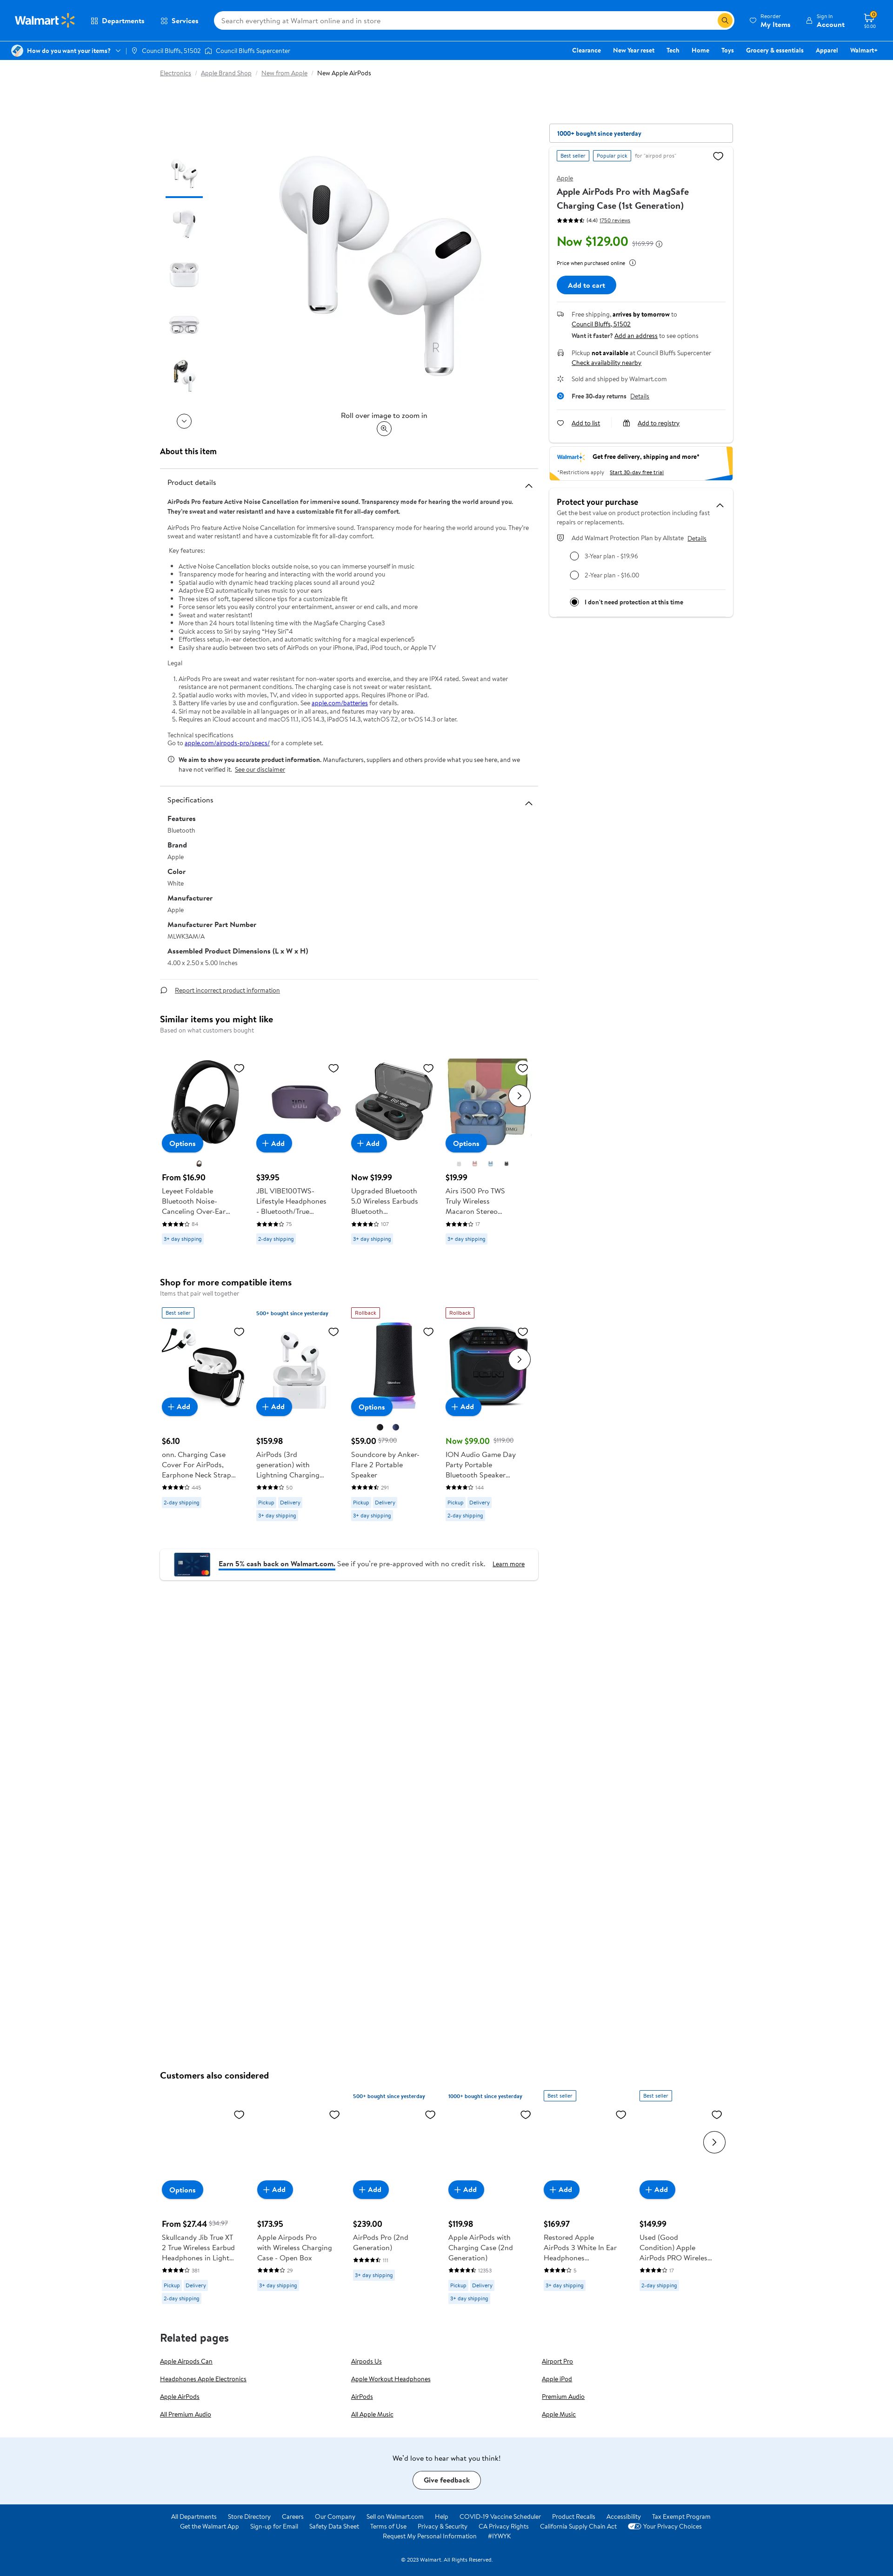 Walmart
Departments
Services
Search everything at Walmart online and in store
Reorder
My Items
Sign In
Account
0
$0.00
How do you want your items?
Council Bluffs, 51502
Council Bluffs Supercenter
Clearance
New Year reset
Tech
Home
Toys
Grocery & essentials
Apparel
Walmart+
Electronics / Apple Brand Shop / New from Apple / New Apple AirPods
R
Roll over image to zoom in
1000+ bought since yesterday
Best seller
Popular pick
for "airpod pros"
Apple
Apple AirPods Pro with MagSafe
Charging Case (1st Generation)
(4.4) 1750 reviews
Now $129.00 $169.99
Price when purchased online
Add to cart
Free shipping, arrives by tomorrow to
Council Bluffs, 51502
Want it faster? Add an address to see options
Pickup not available at Council Bluffs Supercenter
Check availability nearby
Sold and shipped by Walmart.com
Free 30-day returns Details
Add to list
Add to registry
Walmart+
Get free delivery, shipping and more*
*Restrictions apply
Start 30-day free trial
Protect your purchase
Get the best value on product protection including fast
repairs or replacements.
Add Walmart Protection Plan by Allstate Details
3-Year plan - $19.96
2-Year plan - $16.00
I don't need protection at this time
About this item
Product details
AirPods Pro feature Active Noise Cancellation for immersive sound. Transparency mode for hearing the world around you.
They're sweat and water resistant1 and have a customizable fit for all-day comfort.
AirPods Pro feature Active Noise Cancellation for immersive sound. Transparency mode for hearing the world around you. They're
sweat and water resistant1 and have a customizable fit for all-day comfort.
Key features:
• Active Noise Cancellation blocks outside noise, so you can immerse yourself in music
• Transparency mode for hearing and interacting with the world around you
• Spatial audio with dynamic head tracking places sound all around you2
• Adaptive EQ automatically tunes music to your ears
• Three sizes of soft, tapered silicone tips for a customizable fit
• Force sensor lets you easily control your entertainment, answer or end calls, and more
• Sweat and water resistant1
• More than 24 hours total listening time with the MagSafe Charging Case3
• Quick access to Siri by saying “Hey Siri”4
• Effortless setup, in-ear detection, and automatic switching for a magical experience5
• Easily share audio between two sets of AirPods on your iPhone, iPad, iPod touch, or Apple TV
Legal
1. AirPods Pro are sweat and water resistant for non-water sports and exercise, and they are IPX4 rated. Sweat and water
resistance are not permanent conditions. The charging case is not sweat or water resistant.
2. Spatial audio works with movies, TV, and video in supported apps. Requires iPhone or iPad.
3. Battery life varies by use and configuration. See apple.com/batteries for details.
4. Siri may not be available in all languages or in all areas, and features may vary by area.
5. Requires an iCloud account and macOS 11.1, iOS 14.3, iPadOS 14.3, watchOS 7.2, or tvOS 14.3 or later.
Technical specifications
Go to apple.com/airpods-pro/specs/ for a complete set.
We aim to show you accurate product information. Manufacturers, suppliers and others provide what you see here, and we
have not verified it. See our disclaimer
Specifications
Features
Bluetooth
Brand
Apple
Color
White
Manufacturer
Apple
Manufacturer Part Number
MLWK3AM/A
Assembled Product Dimensions (L x W x H)
4.00 x 2.50 x 5.00 Inches
Report incorrect product information
Similar items you might like
Based on what customers bought
JBL
Options
Add
Add
Options
From $16.90
Leyeet Foldable
Bluetooth Noise-
Canceling Over-Ear...
84
3+ day shipping
$39.95
JBL VIBE100TWS-
Lifestyle Headphones
- Bluetooth/True...
75
2-day shipping
Now $19.99
Upgraded Bluetooth
5.0 Wireless Earbuds
Bluetooth...
107
3+ day shipping
$19.99
Airs i500 Pro TWS
Truly Wireless
Macaron Stereo...
17
3+ day shipping
Shop for more compatible items
Items that pair well together
Best seller
500+ bought since yesterday
Rollback
Rollback
Add
Add
Options
Add
$6.10
onn. Charging Case
Cover For AirPods,
Earphone Neck Strap...
445
2-day shipping
$159.98
AirPods (3rd
generation) with
Lightning Charging...
50
Pickup Delivery
3+ day shipping
$59.00 $79.00
Soundcore by Anker-
Flare 2 Portable
Speaker
291
Pickup Delivery
3+ day shipping
Now $99.00 $119.00
ION Audio Game Day
Party Portable
Bluetooth Speaker...
144
Pickup Delivery
2-day shipping
Earn 5% cash back on Walmart.com. See if you’re pre-approved with no credit risk. Learn more
Customers also considered
500+ bought since yesterday
1000+ bought since yesterday
Best seller
Best seller
Options
Add
Add
Add
Add
Add
From $27.44 $34.97
Skullcandy Jib True XT
2 True Wireless Earbud
Headphones in Light...
381
Pickup Delivery
2-day shipping
$173.95
Apple Airpods Pro
with Wireless Charging
Case - Open Box
29
3+ day shipping
$239.00
AirPods Pro (2nd
Generation)
111
3+ day shipping
$119.98
Apple AirPods with
Charging Case (2nd
Generation)
12353
Pickup Delivery
3+ day shipping
$169.97
Restored Apple
AirPods 3 White In Ear
Headphones...
5
3+ day shipping
$149.99
Used (Good
Condition) Apple
AirPods PRO Wireles...
17
2-day shipping
Related pages
Apple Airpods Can
Airpods Us
Airport Pro
Headphones Apple Electronics
Apple Workout Headphones
Apple iPod
Apple AirPods
AirPods
Premium Audio
All Premium Audio
All Apple Music
Apple Music
We’d love to hear what you think!
Give feedback
All Departments Store Directory Careers Our Company Sell on Walmart.com Help COVID-19 Vaccine Scheduler Product Recalls Accessibility Tax Exempt Program
Get the Walmart App Sign-up for Email Safety Data Sheet Terms of Use Privacy & Security CA Privacy Rights California Supply Chain Act Your Privacy Choices
Request My Personal Information #IYWYK
© 2023 Walmart. All Rights Reserved.